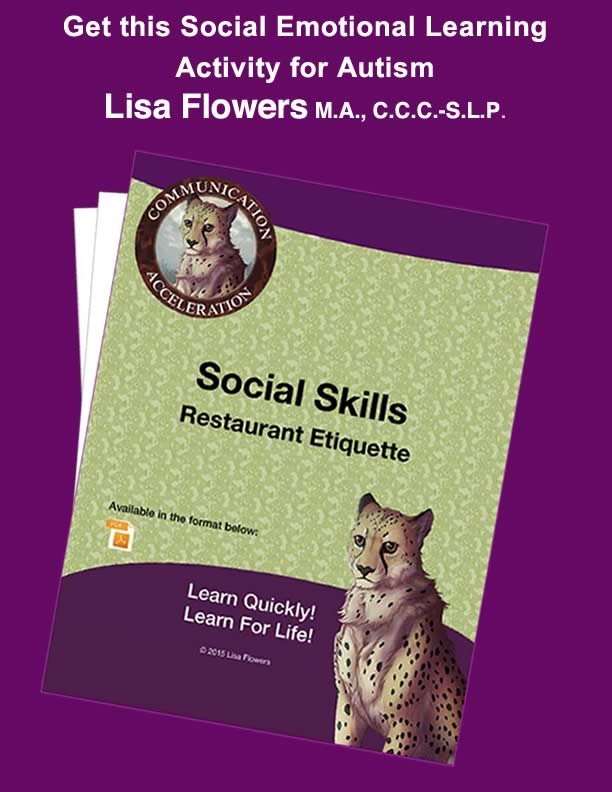 Get this Social Emotional Learning
Activity for Autism
Lisa Flowers M.A., C.C.C.-S.L.P.
COMMUNICATION
ACCELERATION
Social Skills
Restaurant Etiquette
Available in the format below:
PDF
Learn Quickly!
Learn For Life!
© 2015 Lisa Flowers